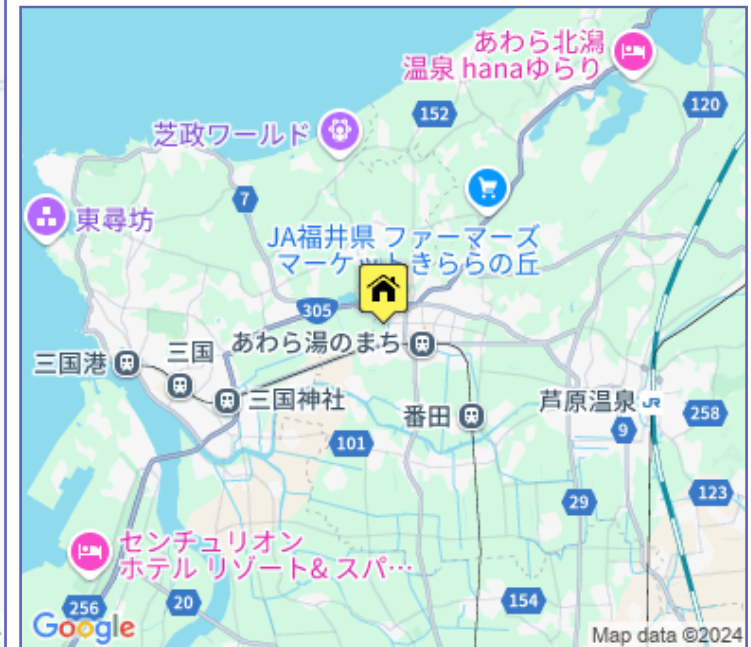 あわら北潟
温泉 hanaゆらり
120
152
芝政ワールド
7
東尋坊
JA福井県 ファーマーズ
マーケットきららの丘
305
あわら湯のまち
三国港
三国
三国神社
芦原温泉
JR
番田
258
9
101
123
29
センチュリオン
ホテル リゾート& スパ…
256
20
154
Google
Map data ©2024